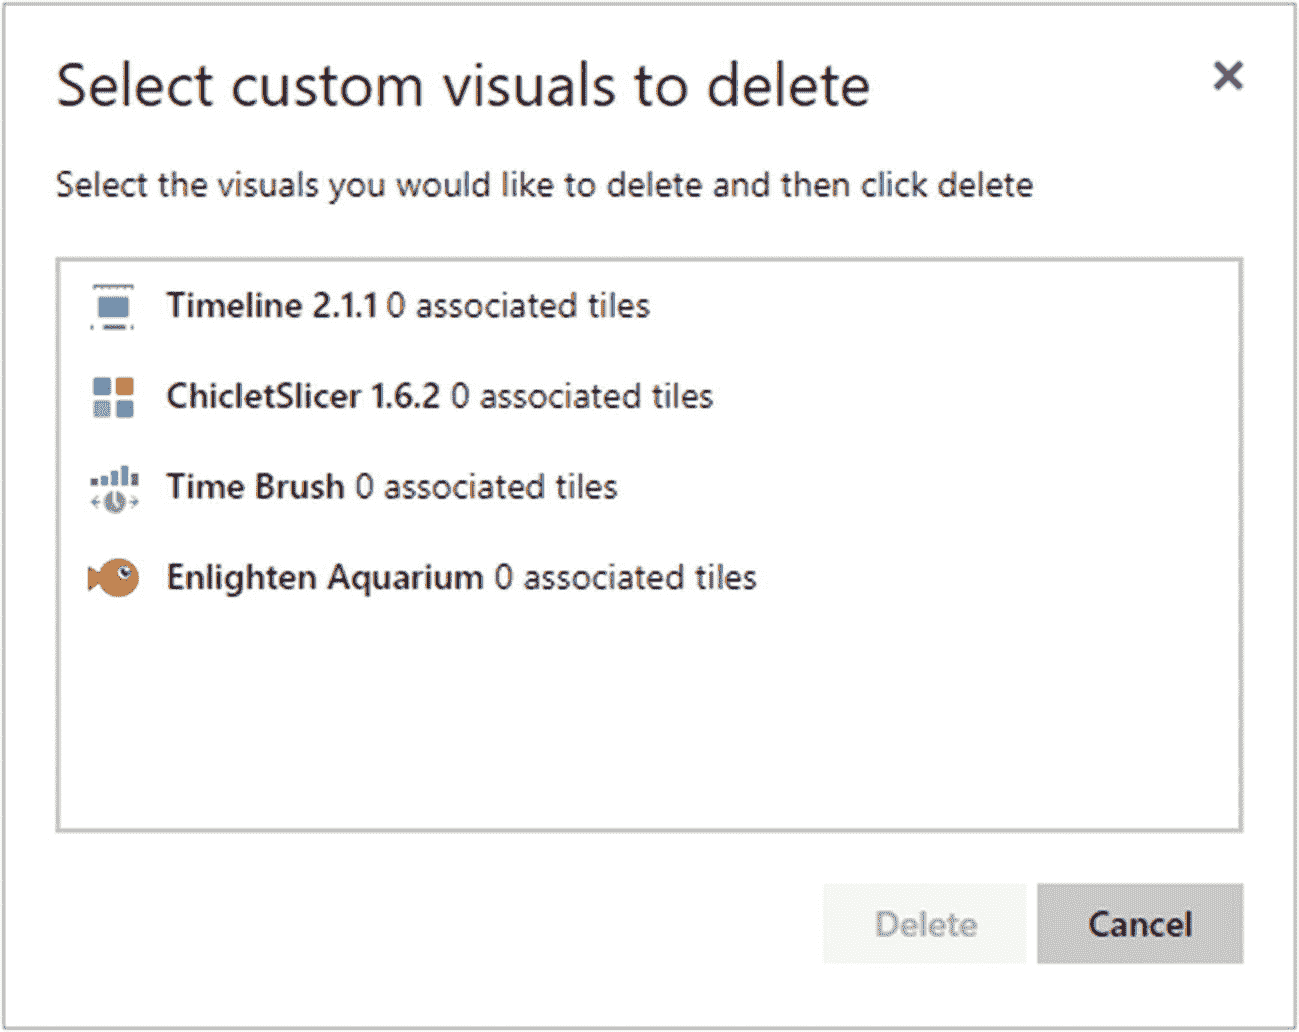 Select custom visuals to delete
Select the visuals you would like to delete and then click delete
Timeline 2.1.1 0 associated tiles
ChicletSlicer 1.6.2 0 associated tiles
Time Brush 0 associated tiles
Enlighten Aquarium 0 associated tiles
Delete Cancel